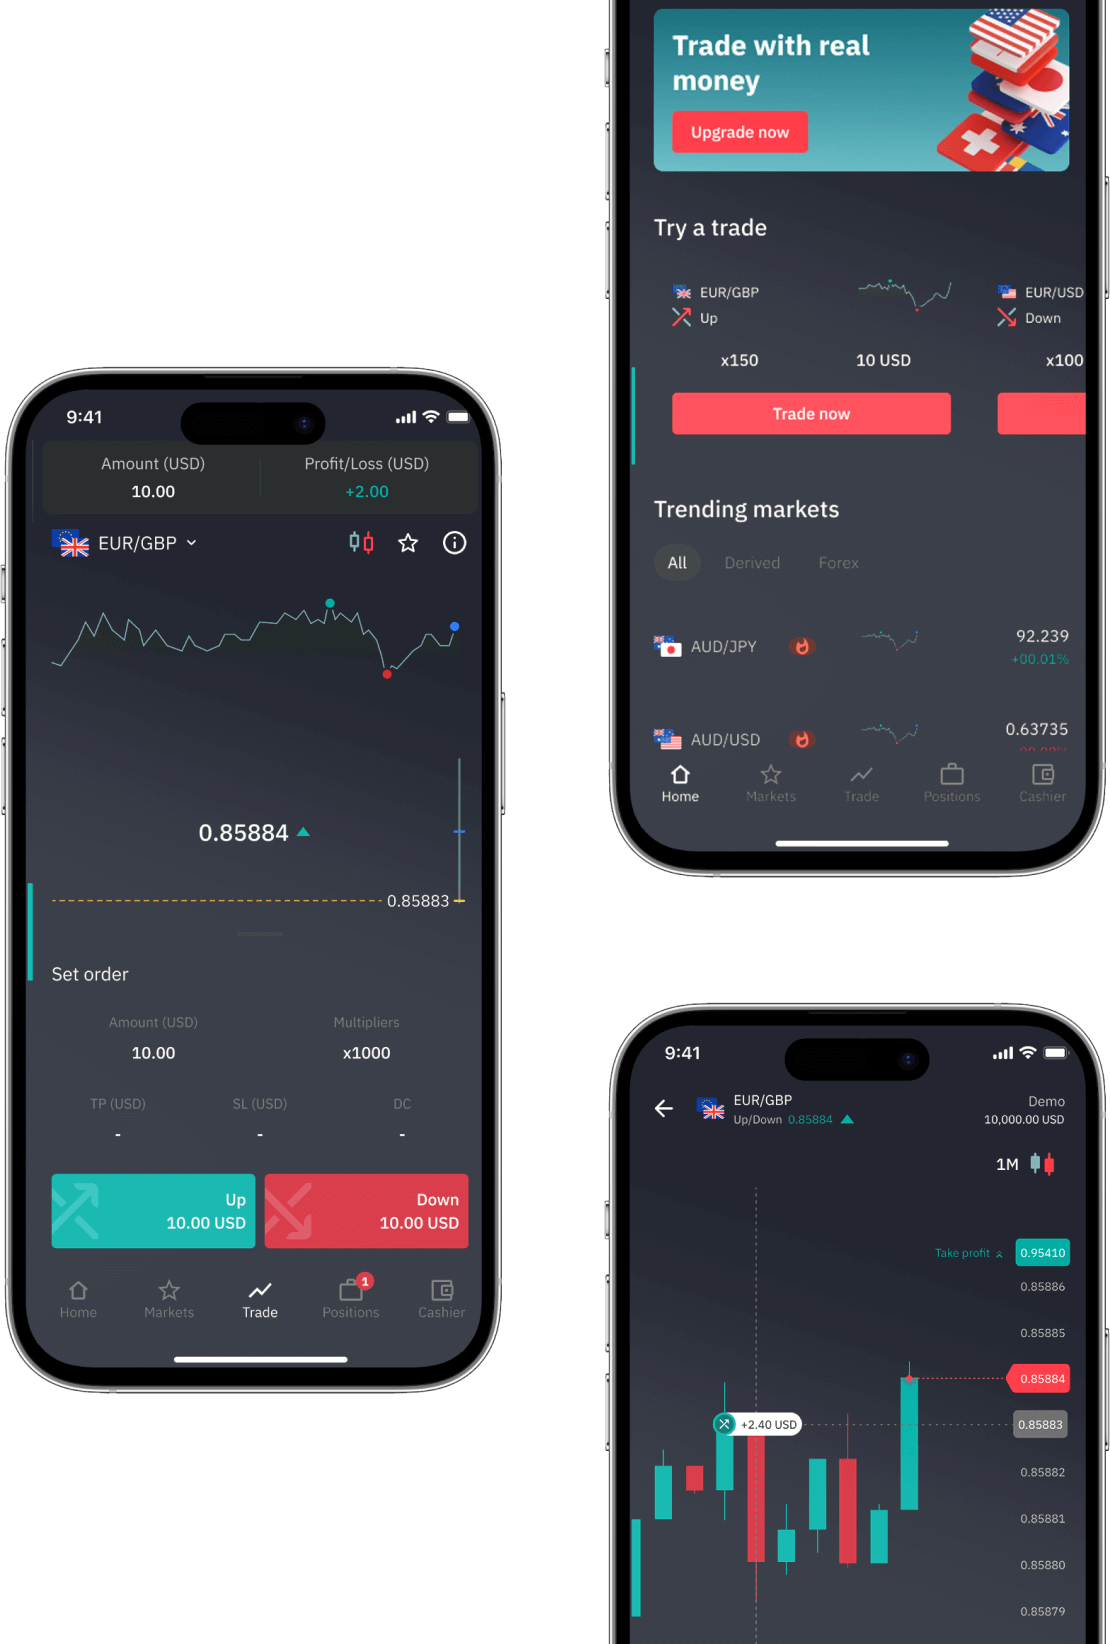 Trade with real
money
Upgrade now
Try a trade
EUR/GBP
Up
x150
10 USD
Trade now
EUR/USD
Down
x100
Trending markets
All
Derived
Forex
AUD/JPY
92.239
+00.01%
AUD/USD
0.63735
Home
Markets
Trade
Positions
Cashier
9:41
Amount (USD)
10.00
Profit/Loss (USD)
+2.00
EUR/GBP
0.85884
0.85883
Set order
Amount (USD)
10.00
Multipliers
x1000
TP (USD)
-
SL (USD)
-
DC
-
Up
10.00 USD
Down
10.00 USD
Home
Markets
Trade
1
Positions
Cashier
9:41
EUR/GBP
Up/Down 0.85884
Demo
10,000.00 USD
1M
Take profit
0.95410
0.85886
0.85885
0.85884
+2.40 USD
0.85883
0.85882
0.85881
0.85880
0.85879